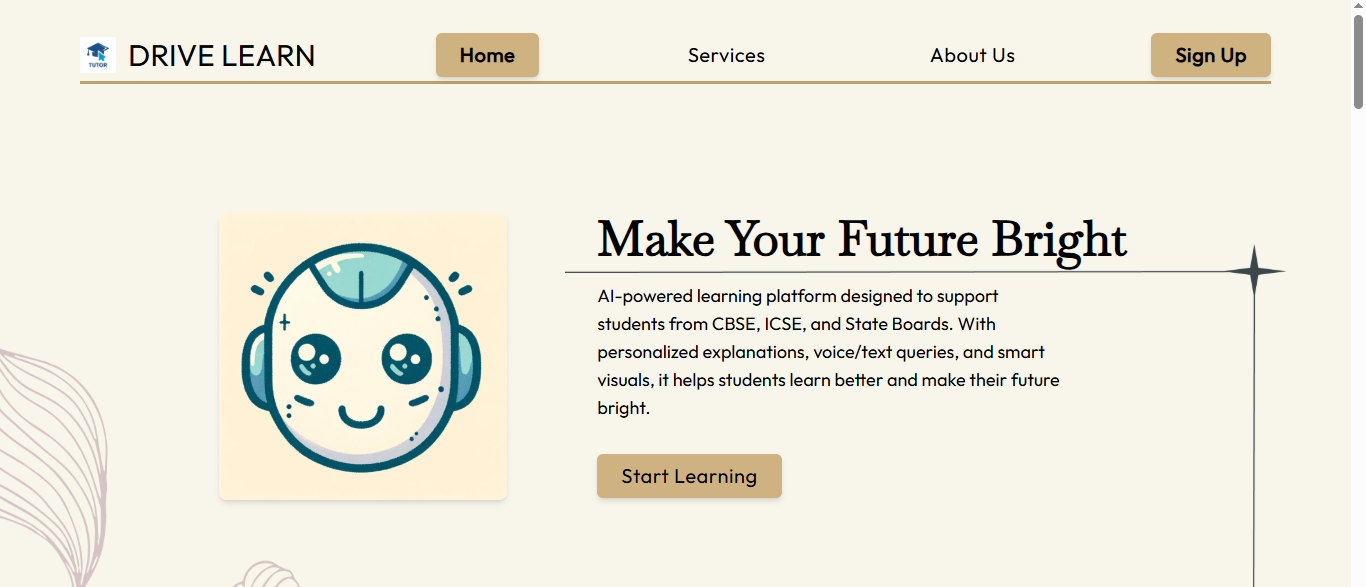 TUTOR
DRIVE LEARN
Home
Services
About Us
Sign Up
Make Your Future Bright
AI-powered learning platform designed to support
students from CBSE, ICSE, and State Boards. With
personalized explanations, voice/text queries, and smart
visuals, it helps students learn better and make their future
bright.
Start Learning